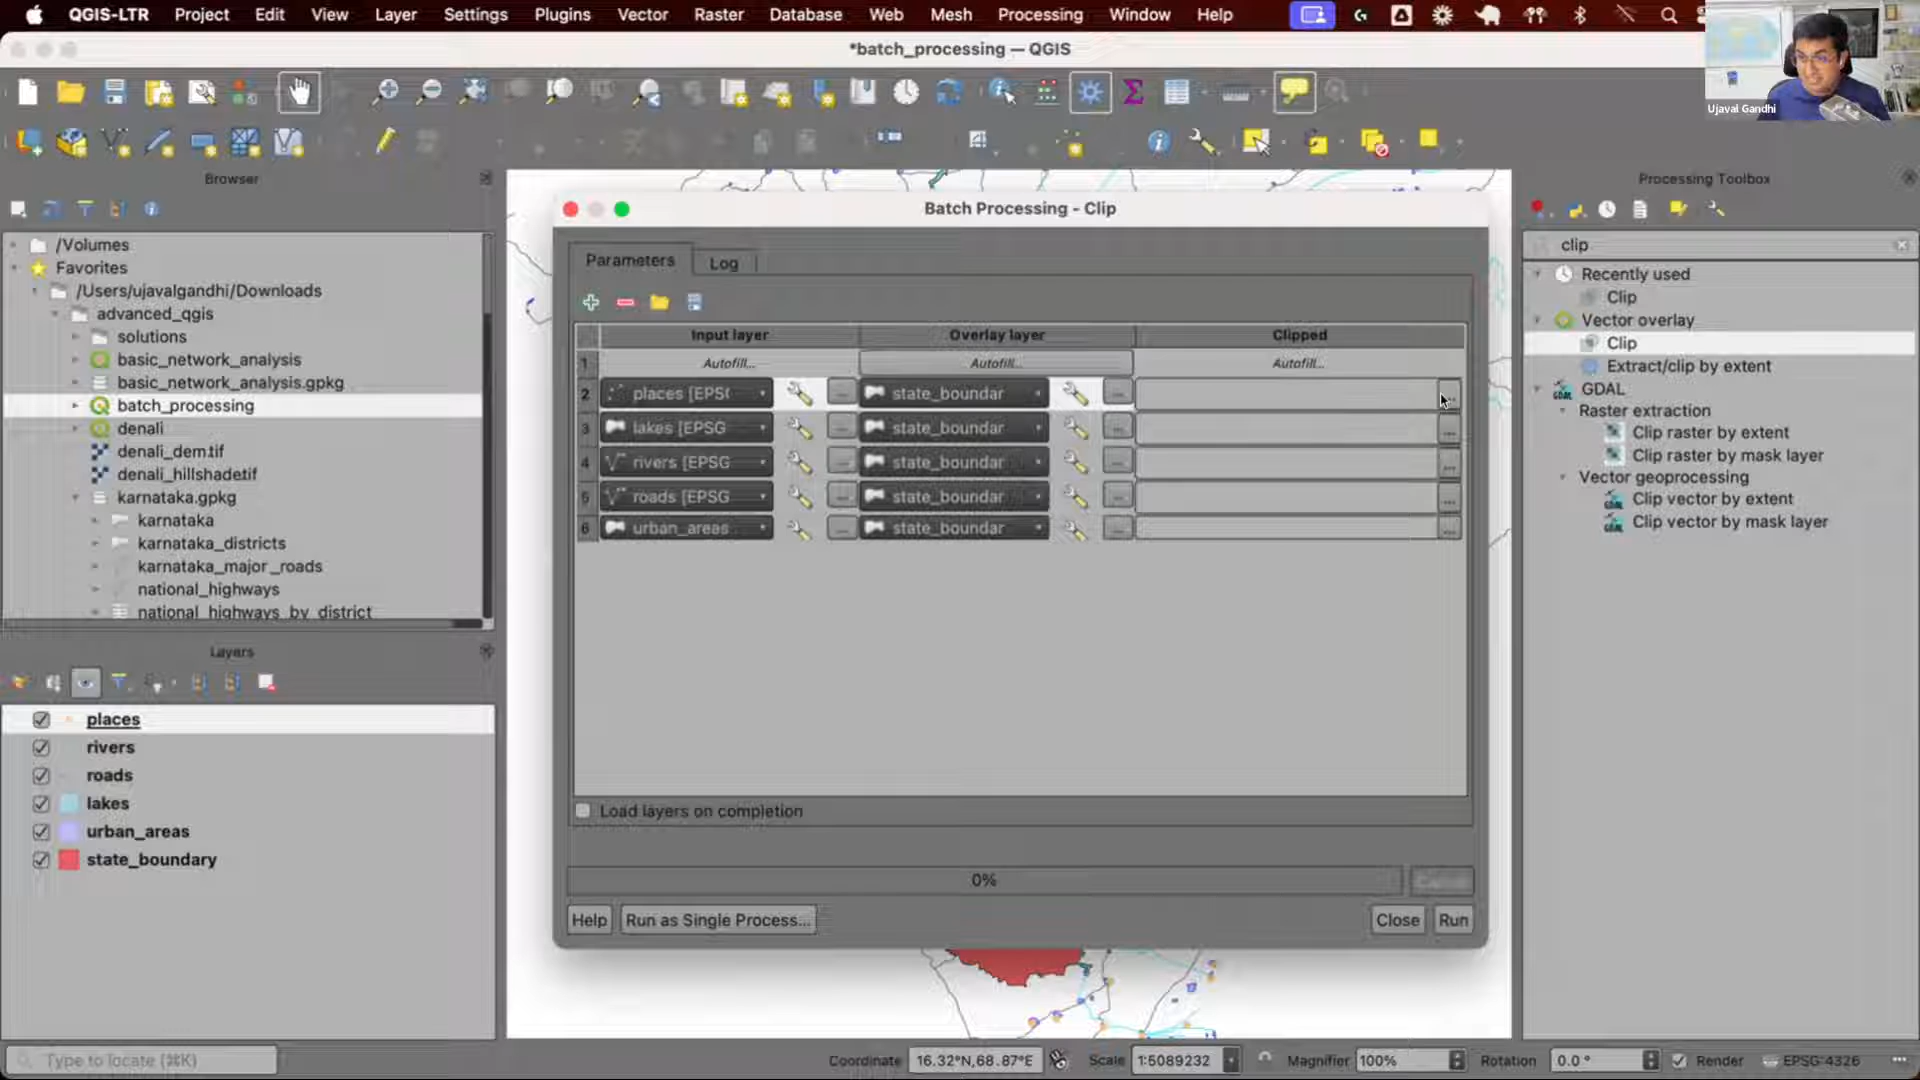 QGIS-LTR Project Edit View Layer Settings Plugins Vector Raster Database Web Mesh Processing Window Help
*batch_processing — QGIS
Ujaval Gandhi
Browser
/Volumes
Favorites
/Users/ujavalgandhi/Downloads
advanced_qgis
solutions
basic_network_analysis
basic_network_analysis.gpkg
batch_processing
denali
denali_dem.tif
denali_hillshade.tif
karnataka.gpkg
karnataka
karnataka_districts
karnataka_major_roads
national_highways
national_highways_by_district
Layers
places
rivers
roads
lakes
urban_areas
state_boundary
Batch Processing - Clip
Parameters Log
Input layer Overlay layer Clipped
1 Autofill... Autofill... Autofill...
2 places [EPS( ... state_boundar ... ...
3 lakes [EPSG ... state_boundar ... ...
4 rivers [EPSG ... state_boundar ... ...
5 roads [EPSG ... state_boundar ... ...
6 urban_areas ... state_boundar ... ...
Load layers on completion
0%
Help Run as Single Process... Close Run
Processing Toolbox
clip
Recently used
Clip
Vector overlay
Clip
Extract/clip by extent
GDAL
Raster extraction
Clip raster by extent
Clip raster by mask layer
Vector geoprocessing
Clip vector by extent
Clip vector by mask layer
Type to locate (⌘K) Coordinate 16.32°N,68.87°E Scale 1:5089232 Magnifier 100% Rotation 0.0 ° Render EPSG:4326